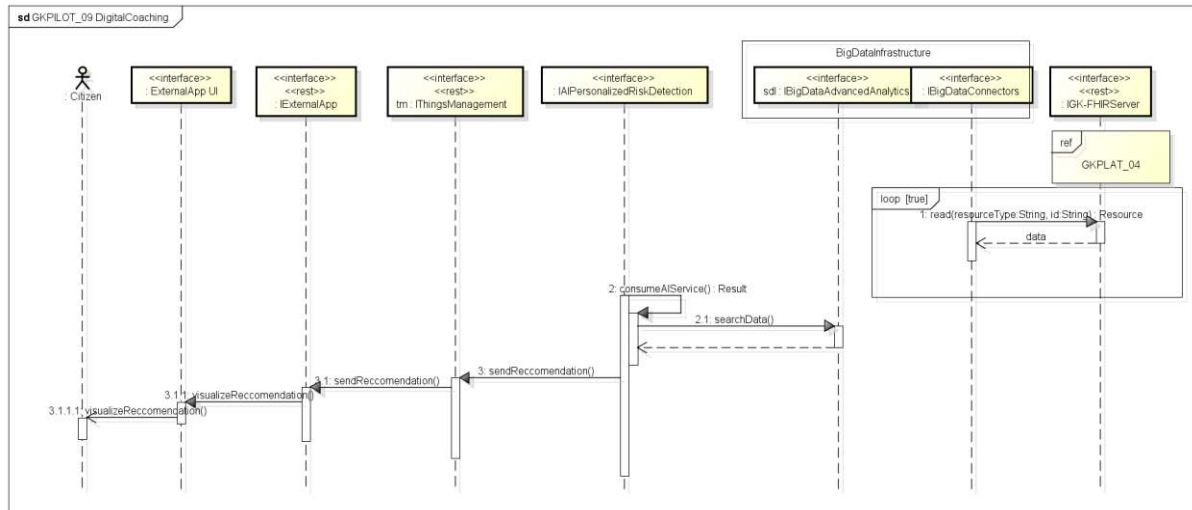 sd GKPILOT_09 DigitalCoaching
BigDataInfrastructure
: Citizen
<<interface>>
: ExternalApp UI
<<interface>>
<<rest>>
: IExternalApp
<<interface>>
<<rest>>
tm : IThingsManagement
<<interface>>
: IAIPersonalizedRiskDetection
<<interface>>
sdl : IBigDataAdvancedAnalytics
<<interface>>
: IBigDataConnectors
<<interface>>
<<rest>>
: IGK-FHIRServer
ref
GKPLAT_04
loop [true]
1: read(resourceType:String, id:String) : Resource
data
2: consumeAIService() : Result
2.1: searchData()
3: sendReccomendation()
3.1: sendReccomendation()
3.1.1: visualizeReccomendation()
3.1.1.1: visualizeReccomendation()